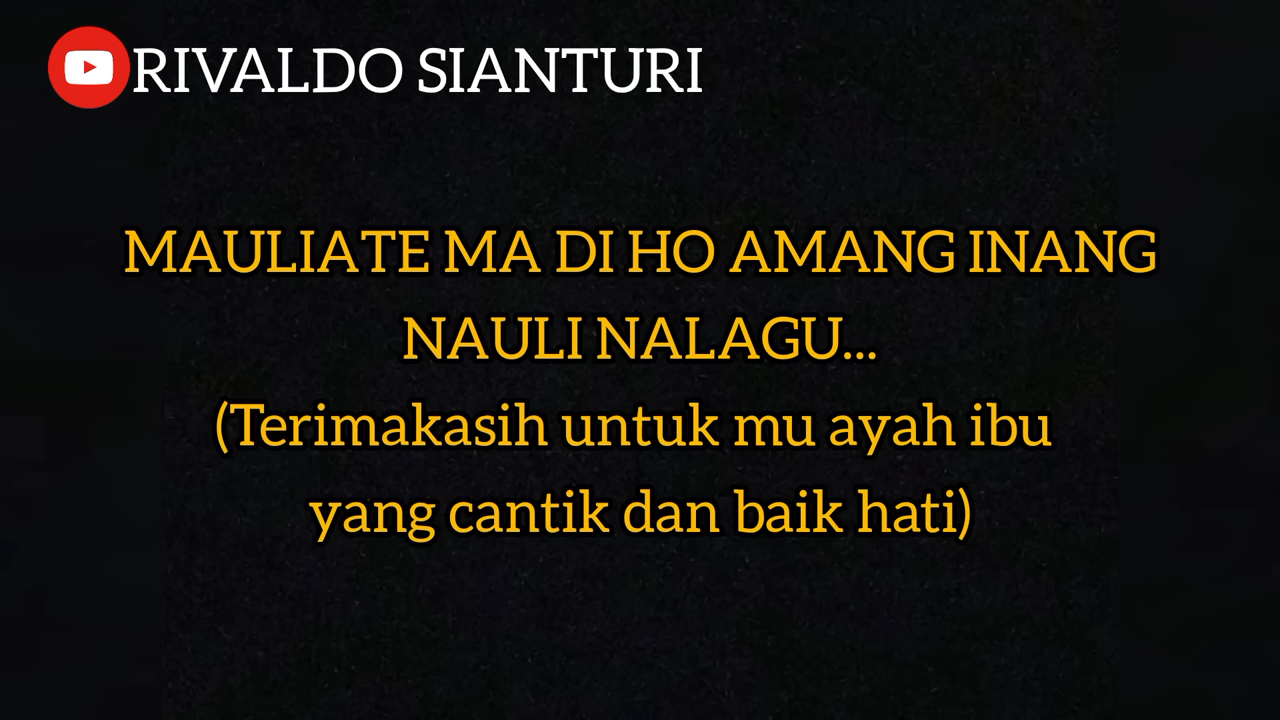 RIVALDO SIANTURI
MAULIATE MA DI HO AMANG INANG
NAULI NALAGU...
(Terimakasih untuk mu ayah ibu
yang cantik dan baik hati)